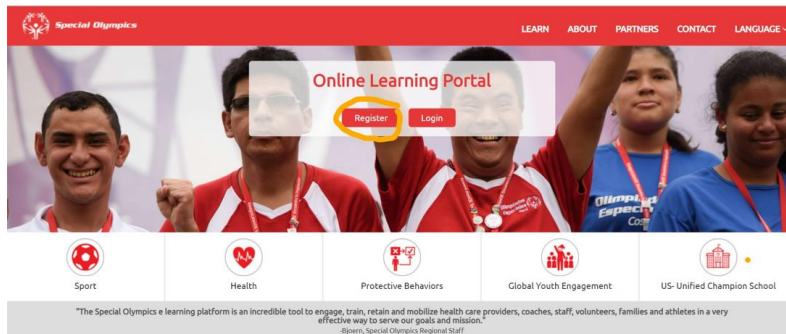 Special Olympics
LEARN ABOUT PARTNERS CONTACT LANGUAGE
Online Learning Portal
Register Login
Especi
Sport Health Protective Behaviors Global Youth Engagement US- Unified Champion School
"The Special Olympics e learning platform is an incredible tool to engage, train, retain and mobilize health care providers, coaches, staff, volunteers, families and athletes in a very
effective way to serve our goals and mission."
-Bjoern, Special Olympics Regional Staff